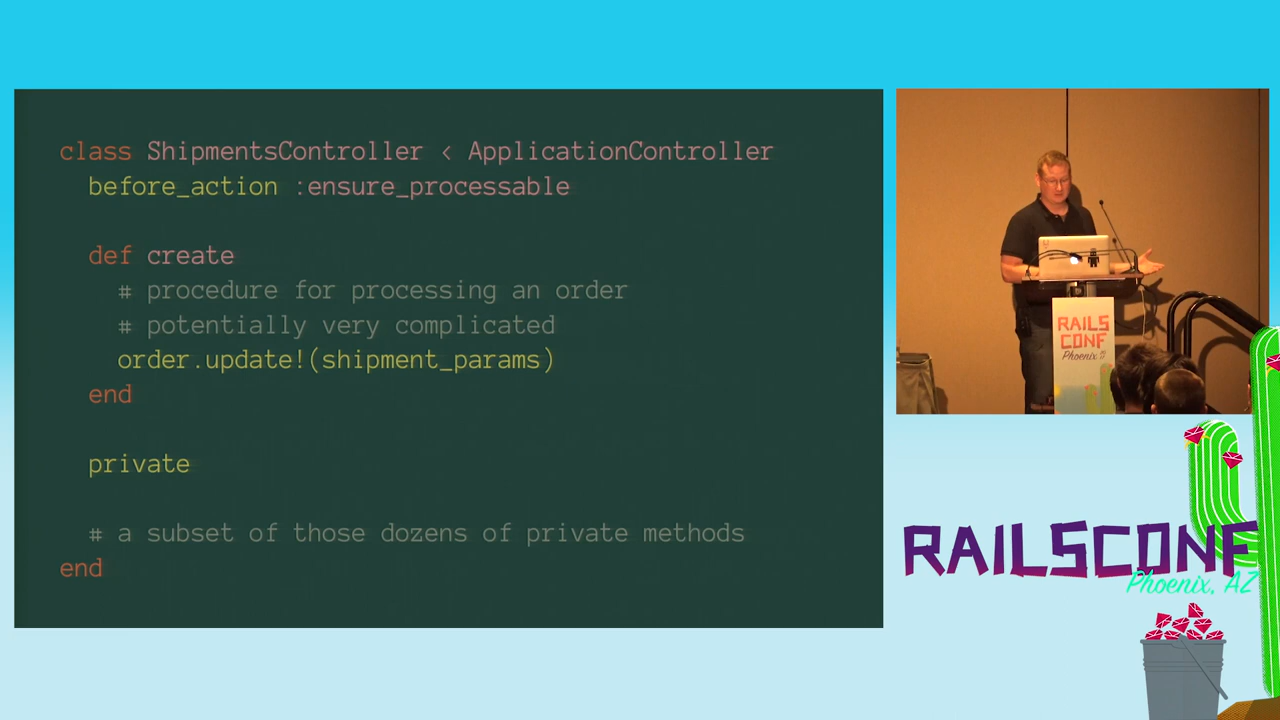 class ShipmentsController < ApplicationController
  before_action :ensure_processable
  def create
    # procedure for processing an order
    # potentially very complicated
    order.update!(shipment_params)
  end
  private
  # a subset of those dozens of private methods
end
RAILS
CONF
Phoenix
RAILSCONF
Phoenix, AZ